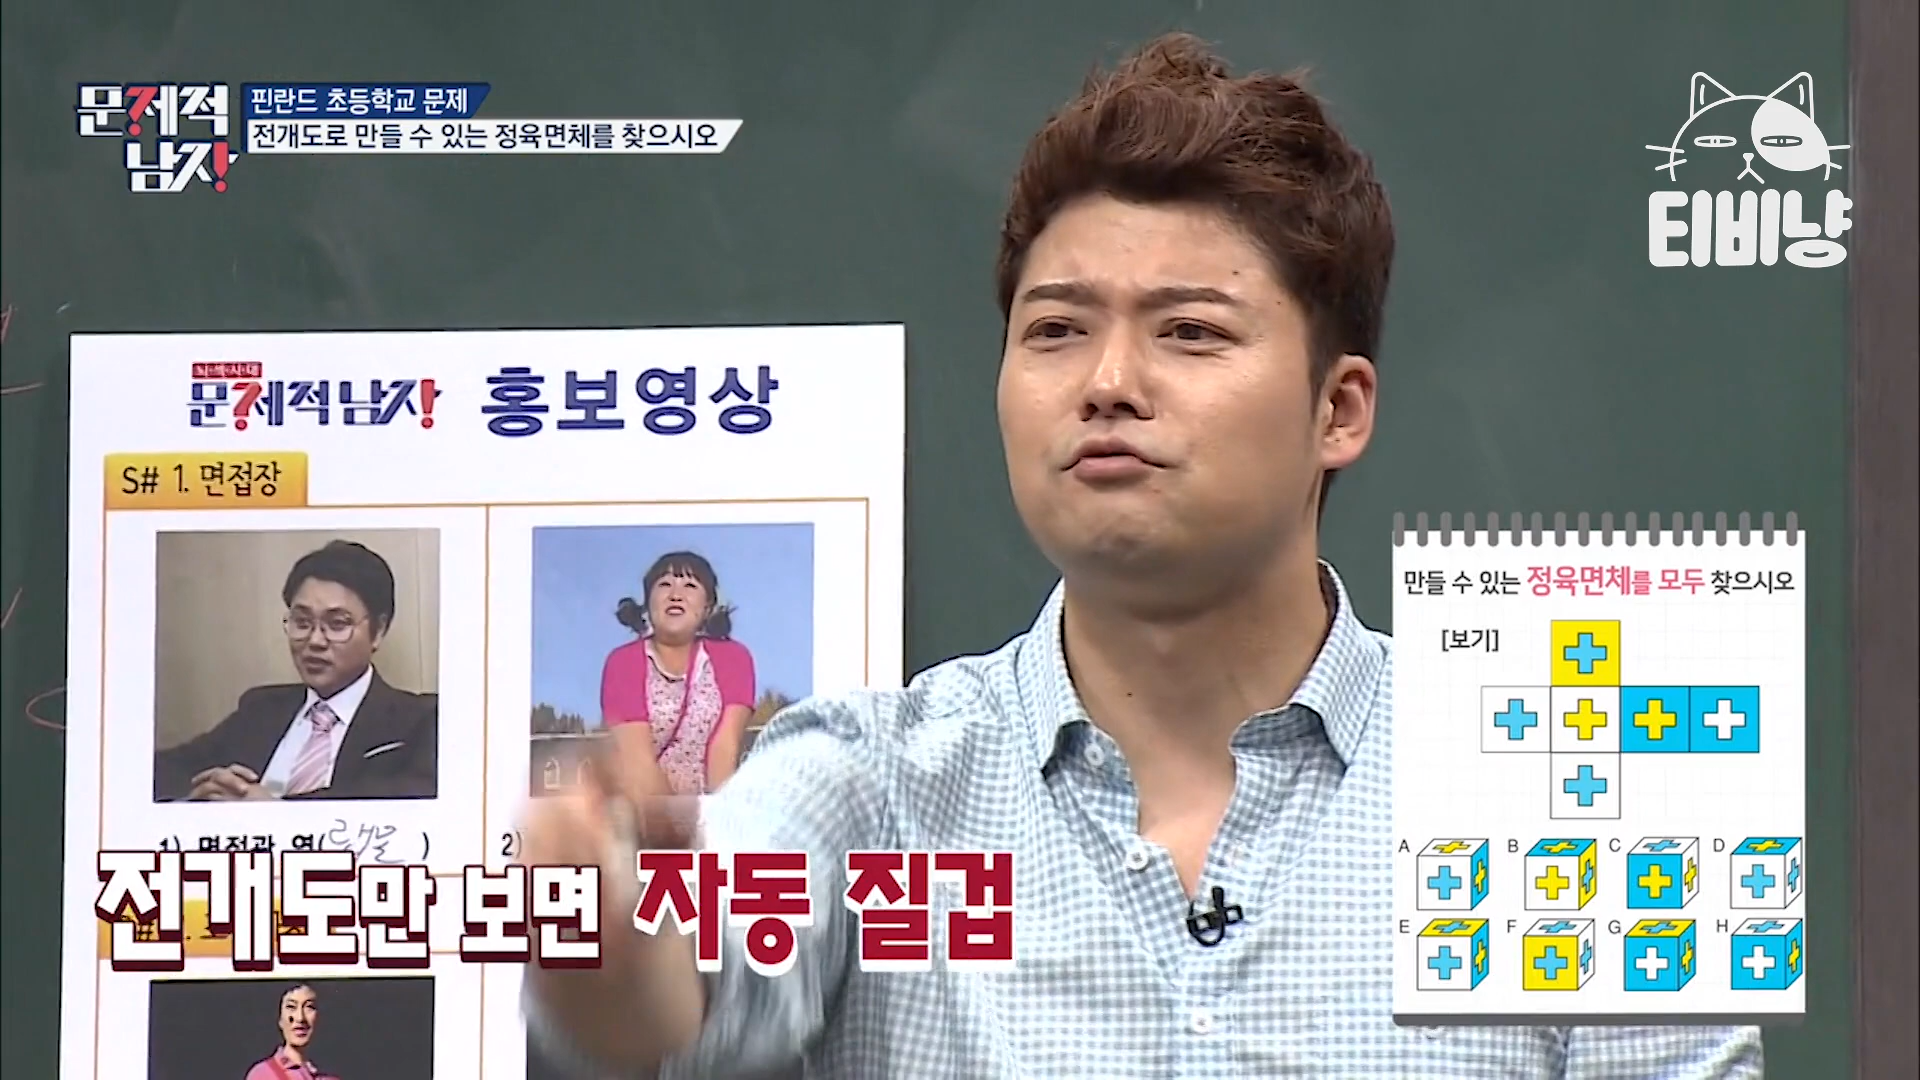 문제적
남자
핀란드 초등학교 문제
전개도로 만들 수 있는 정육면체를 찾으시오
티비냥
뇌·섹·시·대
문제적 남자 홍보영상
S# 1. 면접장
1) 면접관 역( ) 2)
전개도만 보면 자동 질겁
만들 수 있는 정육면체를 모두 찾으시오
[보기]
A B C D
E F G H